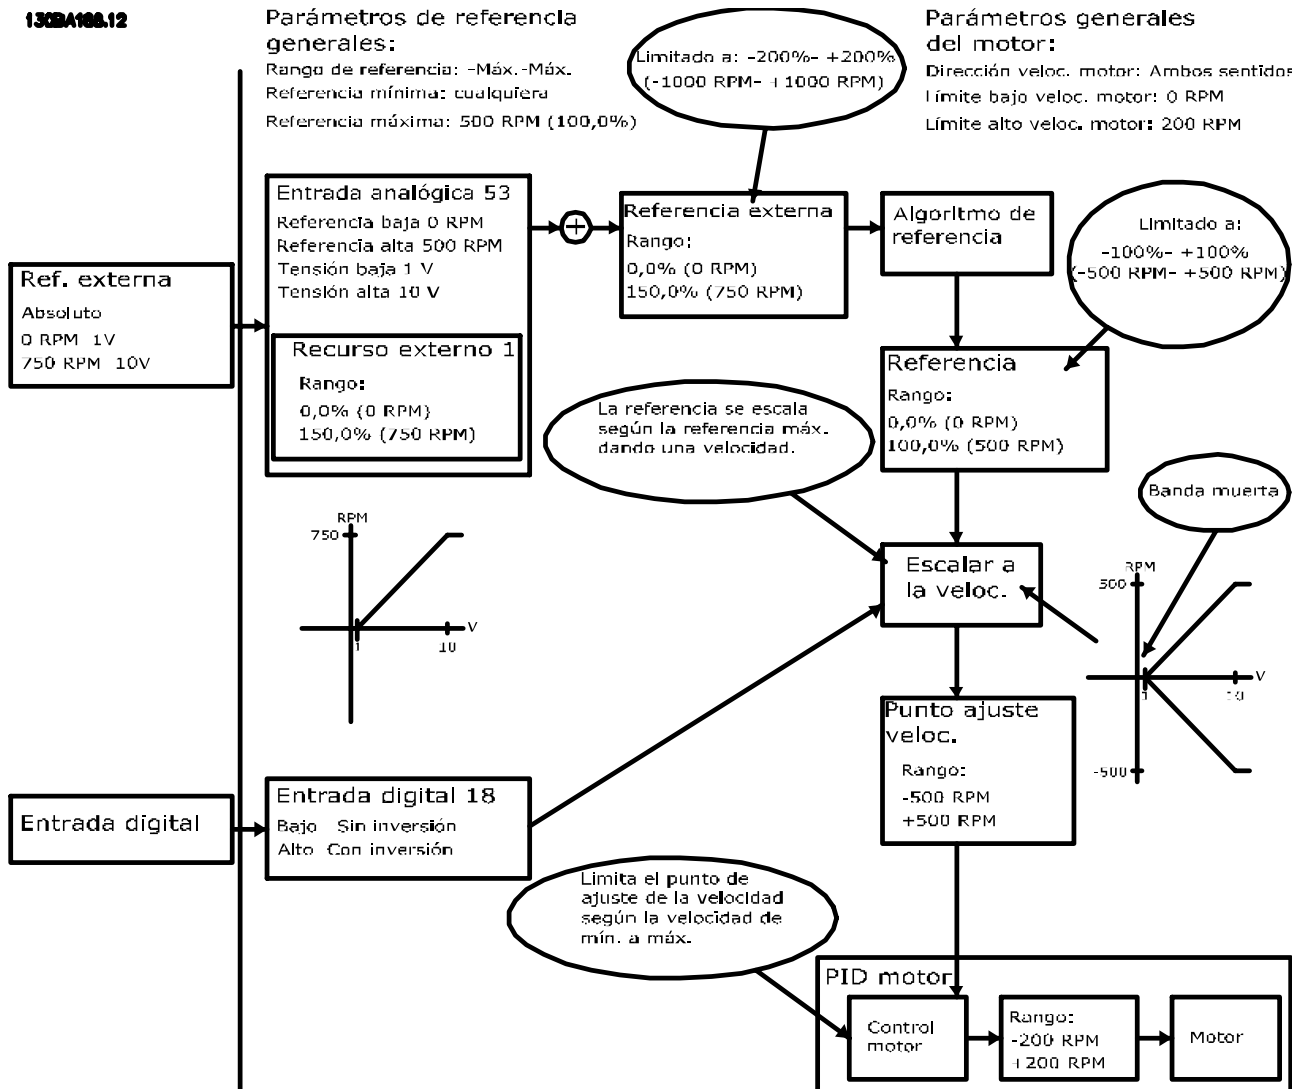 130BA188.12
Parámetros de referencia
generales:
Rango de referencia: -Máx.-Máx.
Referencia mínima: cualquiera
Referencia máxima: 500 RPM (100,0%)
Limitado a: -200%- +200%
(-1000 RPM- +1000 RPM)
Parámetros generales
del motor:
Dirección veloc. motor: Ambos sentidos
Límite bajo veloc. motor: 0 RPM
Límite alto veloc. motor: 200 RPM
Ref. externa
Absoluto
0 RPM 1V
750 RPM 10V
Entrada analógica 53
Referencia baja 0 RPM
Referencia alta 500 RPM
Tensión baja 1 V
Tensión alta 10 V
Recurso externo 1
Rango:
0,0% (0 RPM)
150,0% (750 RPM)
+
Referencia externa
Rango:
0,0% (0 RPM)
150,0% (750 RPM)
Algoritmo de
referencia
Limitado a:
-100%- +100%
(-500 RPM- +500 RPM)
Referencia
Rango:
0,0% (0 RPM)
100,0% (500 RPM)
La referencia se escala
según la referencia máx.
dando una velocidad.
Banda muerta
RPM
750
V
1
10
Escalar a
la veloc.
RPM
500
V
1
10
-500
Punto ajuste
veloc.
Rango:
-500 RPM
+500 RPM
Entrada digital
Entrada digital 18
Bajo Sin inversión
Alto Con inversión
Limita el punto de
ajuste de la velocidad
según la velocidad de
mín. a máx.
PID motor
Control
motor
Rango:
-200 RPM
+200 RPM
Motor